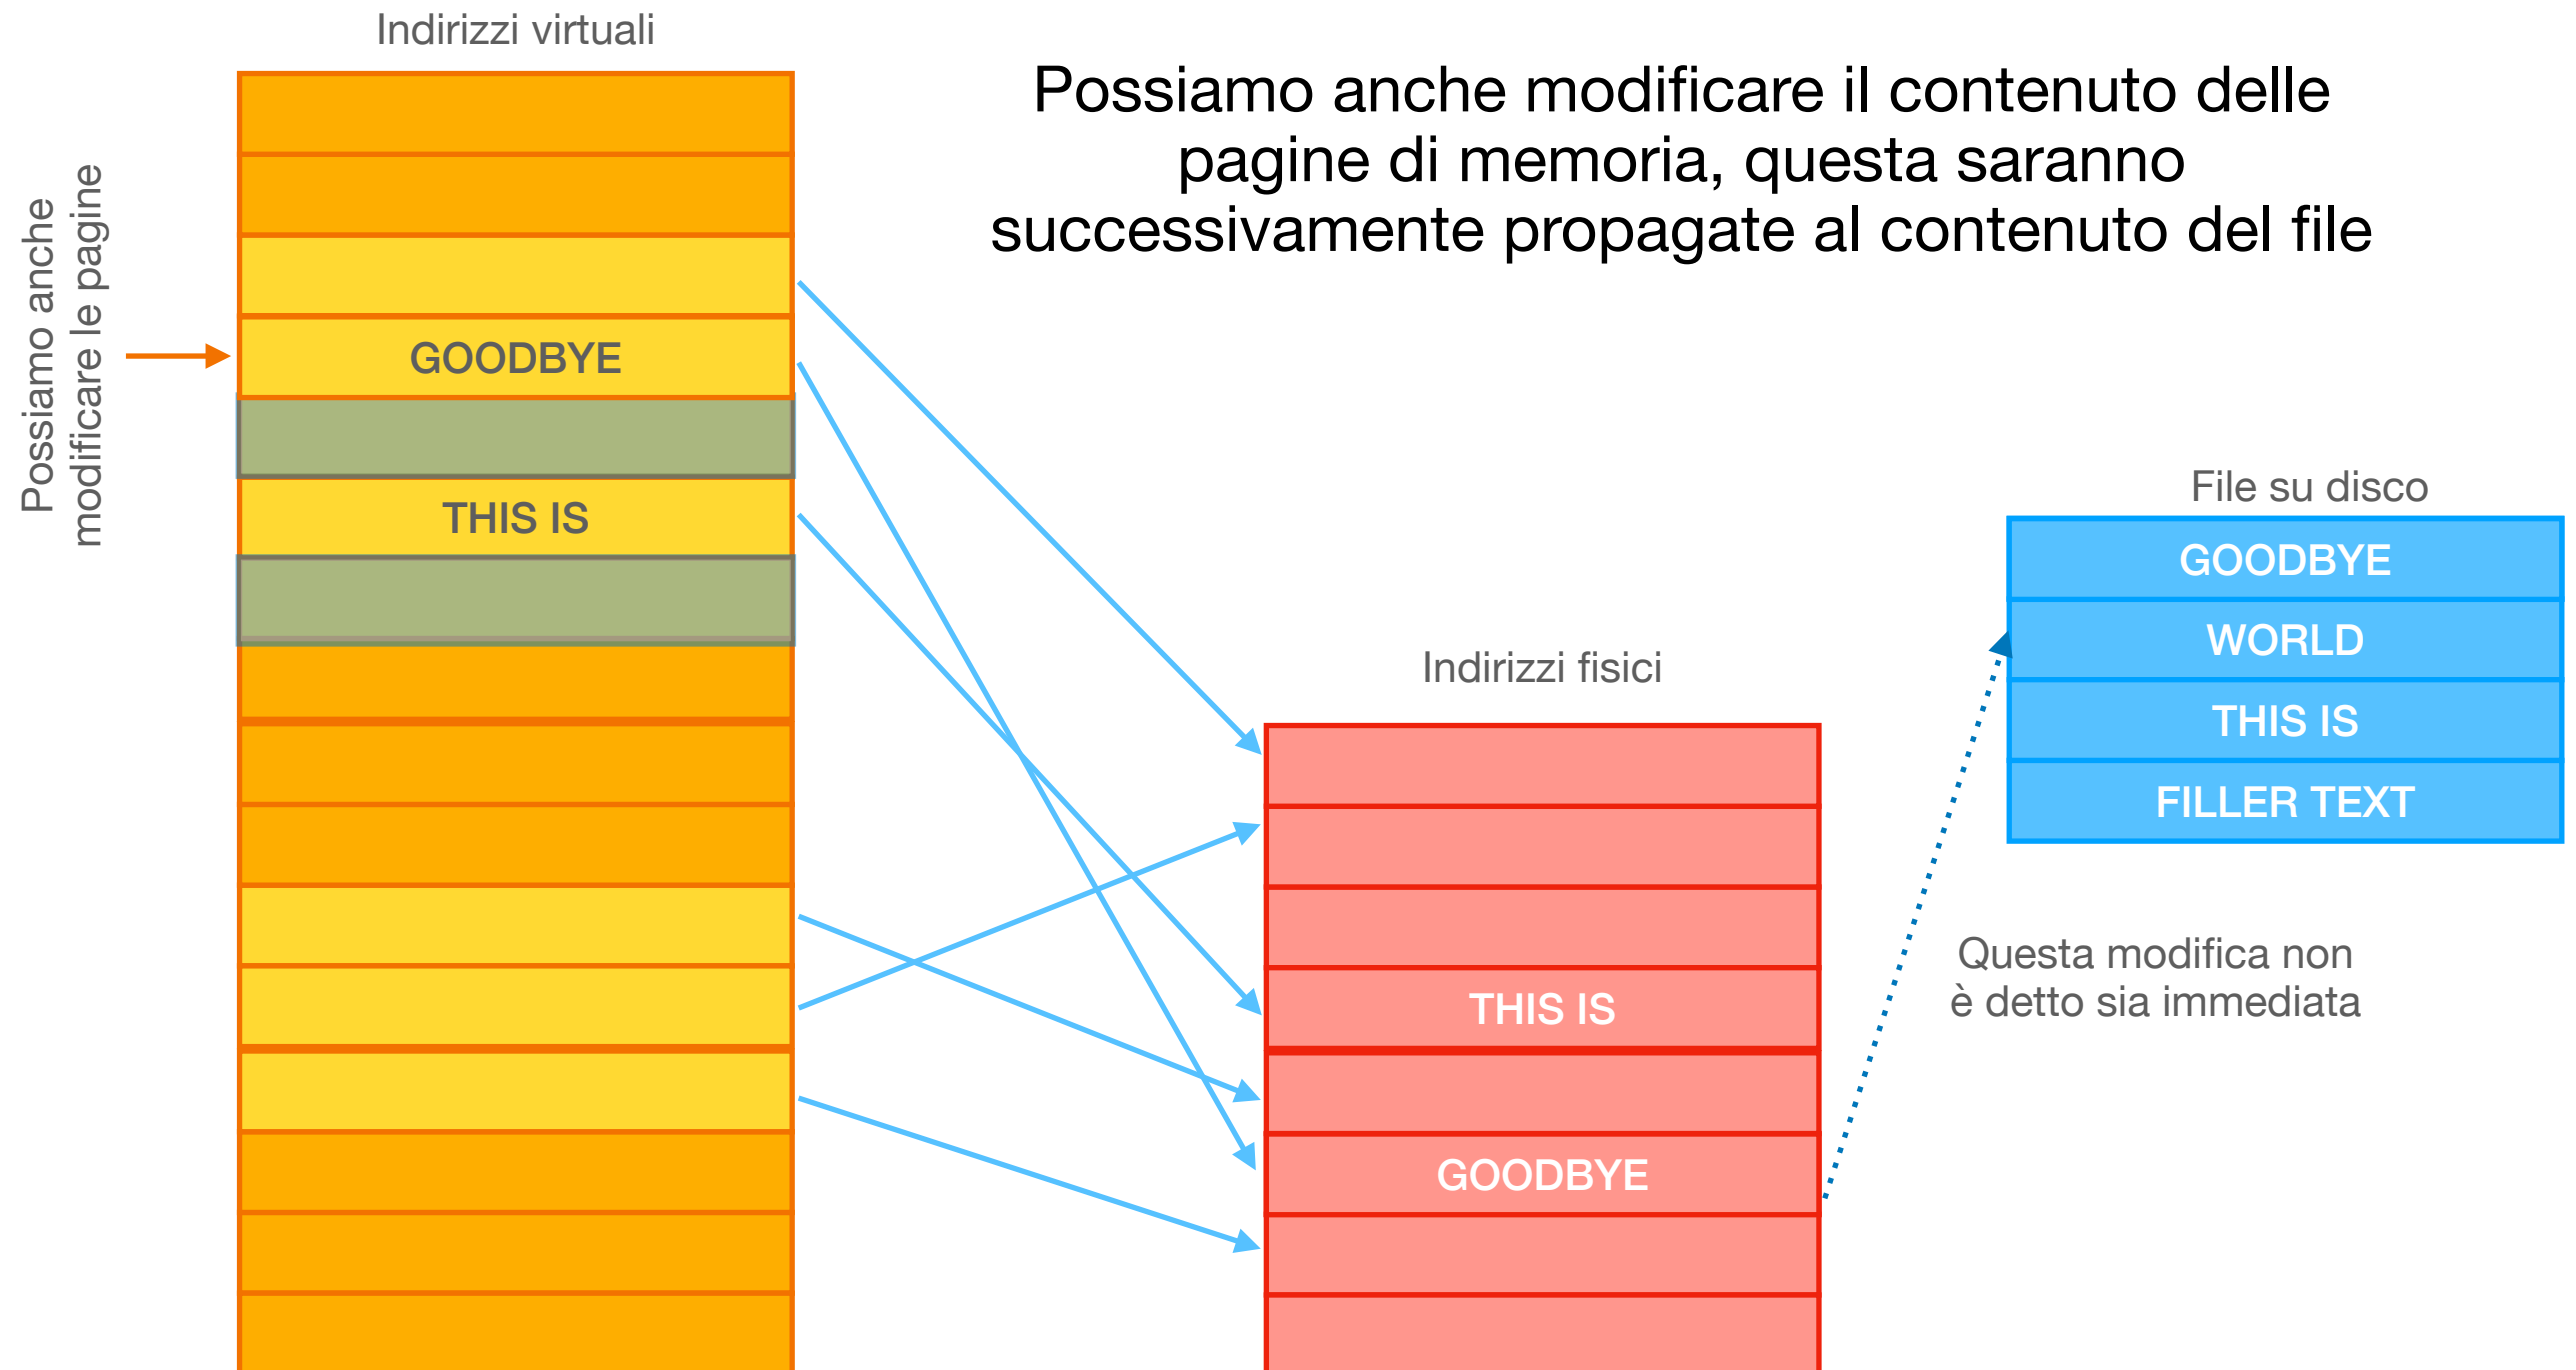 Indirizzi virtuali
Possiamo anche modificare il contenuto delle
pagine di memoria, questa saranno
successivamente propagate al contenuto del file
Possiamo anche
modificare le pagine
GOODBYE
THIS IS
File su disco
GOODBYE
WORLD
THIS IS
FILLER TEXT
Indirizzi fisici
THIS IS
GOODBYE
Questa modifica non
è detto sia immediata